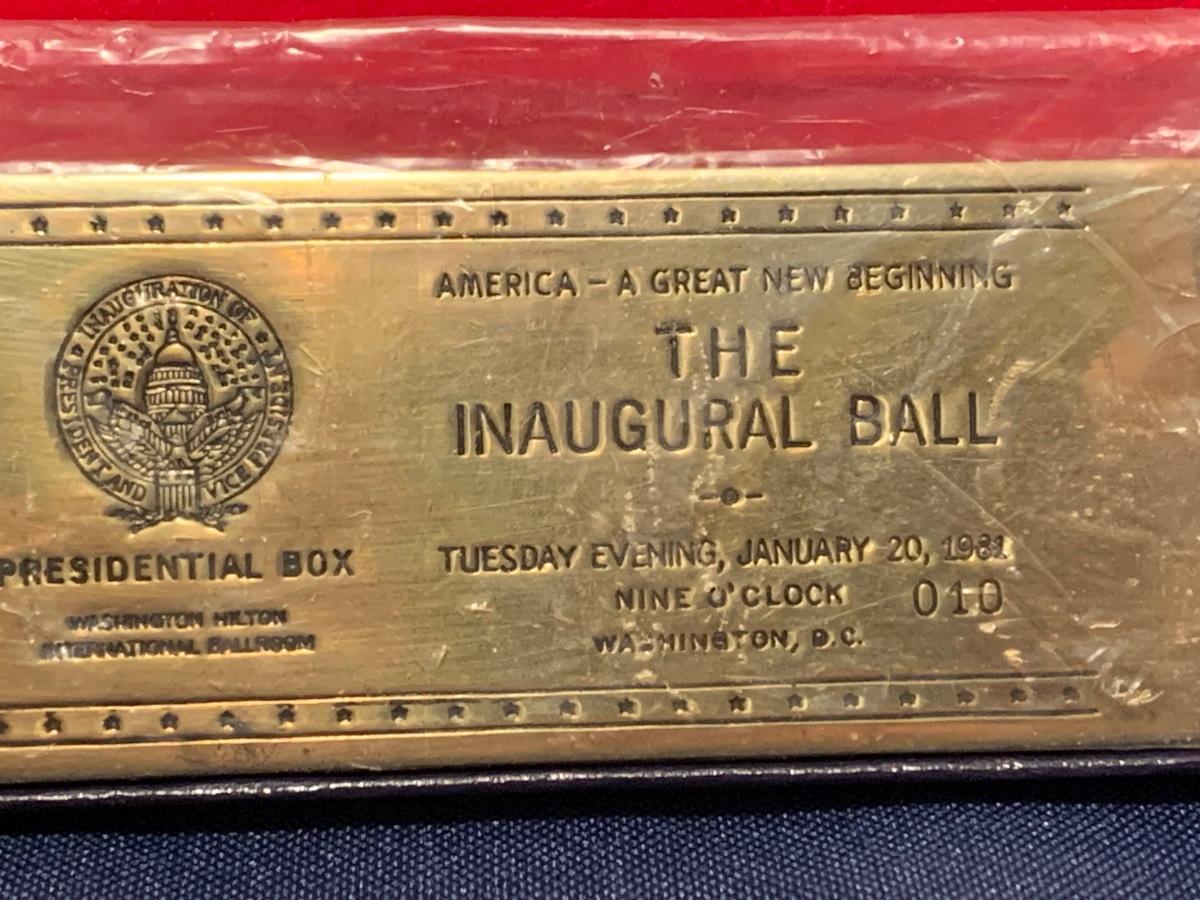 INAUGURATION OF
PRESIDENT AND VICE PRESIDENT
PRESIDENTIAL BOX
WASHINGTON HILTON
INTERNATIONAL BALLROOM
AMERICA – A GREAT NEW BEGINNING
THE
INAUGURAL BALL
TUESDAY EVENING, JANUARY 20, 1981
NINE O'CLOCK 010
WASHINGTON, D.C.